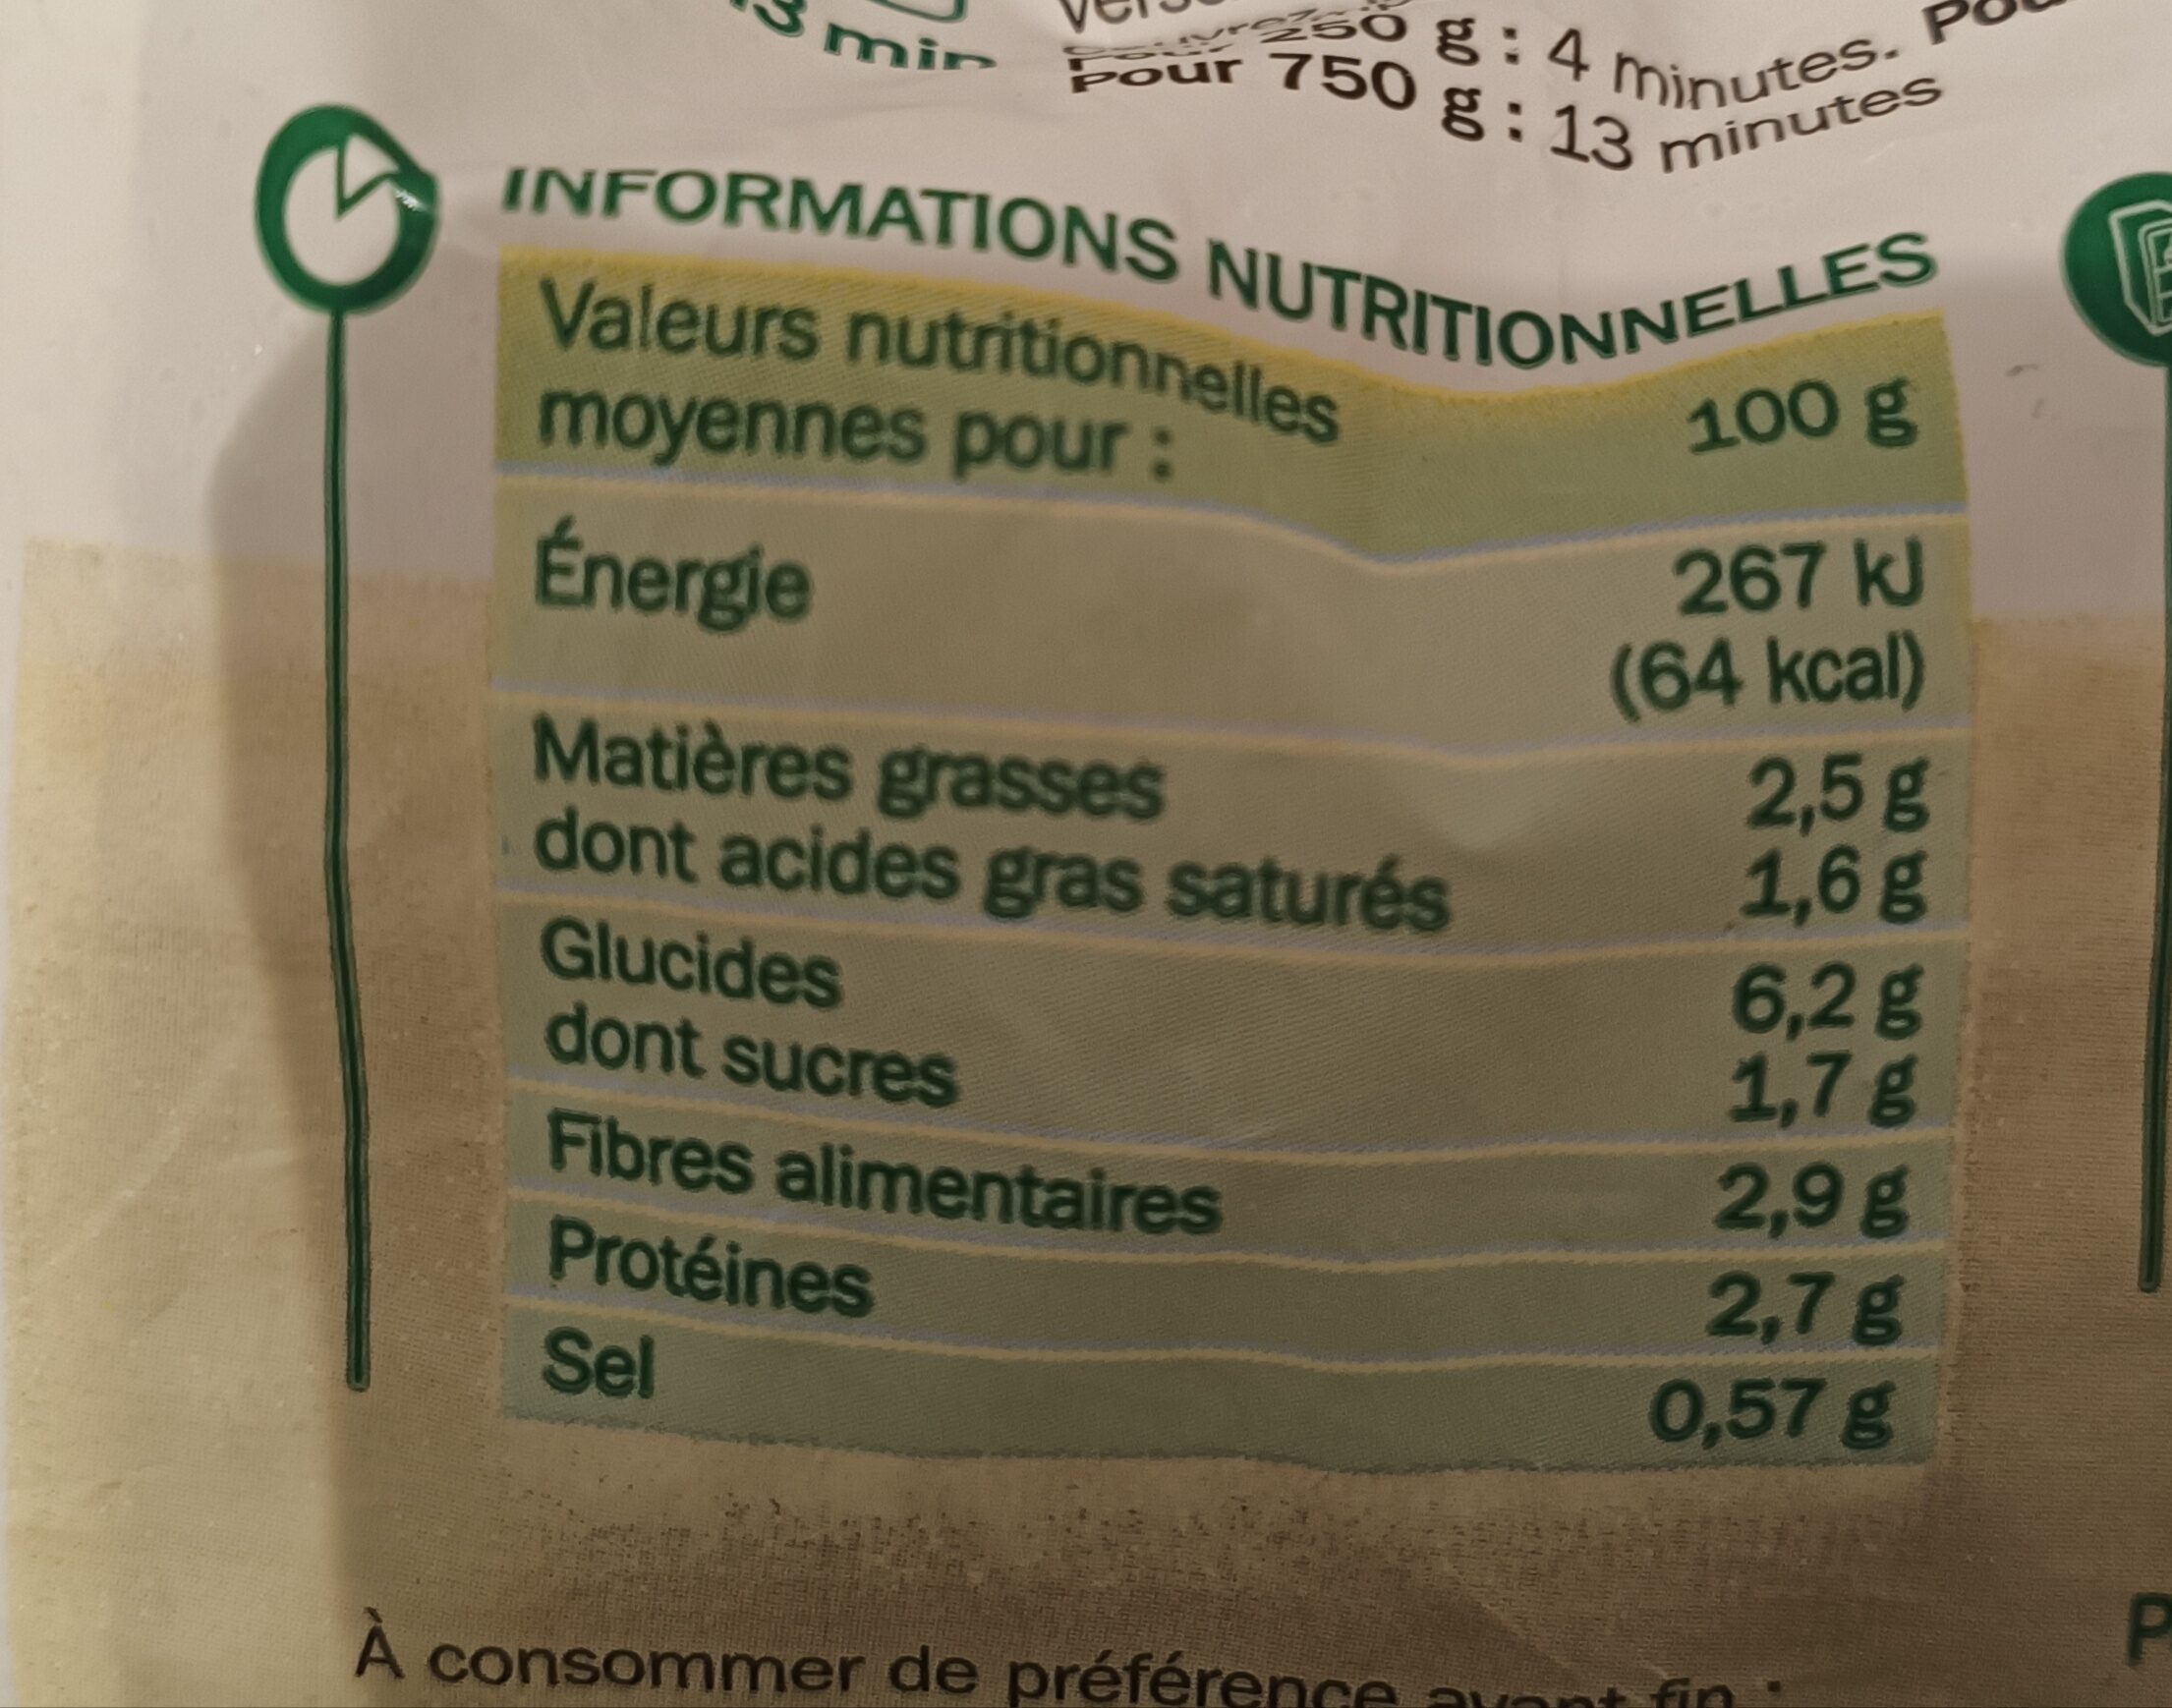 13 min
Pour 250 g : 4 minutes.
Pour 750 g : 13 minutes
INFORMATIONS NUTRITIONNELLES
Valeurs nutritionnelles
moyennes pour :
100 g
Énergie 267 kJ
(64 kcal)
Matières grasses 2,5 g
dont acides gras saturés 1,6 g
Glucides 6,2 g
dont sucres 1,7 g
Fibres alimentaires 2,9 g
Protéines 2,7 g
Sel 0,57 g
À consommer de préférence avant fin :